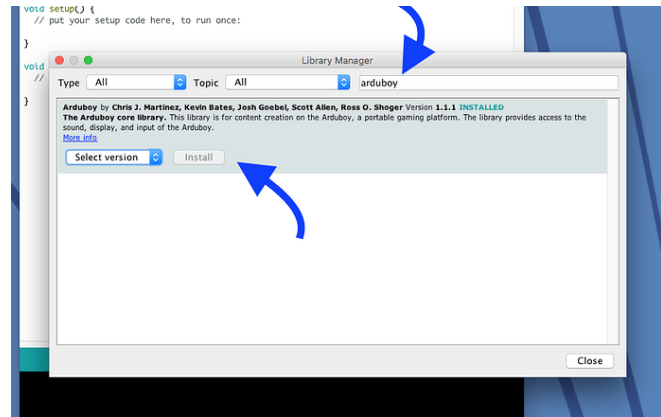 void setup() {
// put your setup code here, to run once:
}
Library Manager
void
//
Type All Topic All arduboy
}
Arduboy by Chris J. Martinez, Kevin Bates, Josh Goebel, Scott Allen, Ross O. Shoger Version 1.1.1 INSTALLED
The Arduboy core library. This library is for content creation on the Arduboy, a portable gaming platform. The library provides access to the
sound, display, and input of the Arduboy.
More info
Select version Install
Close